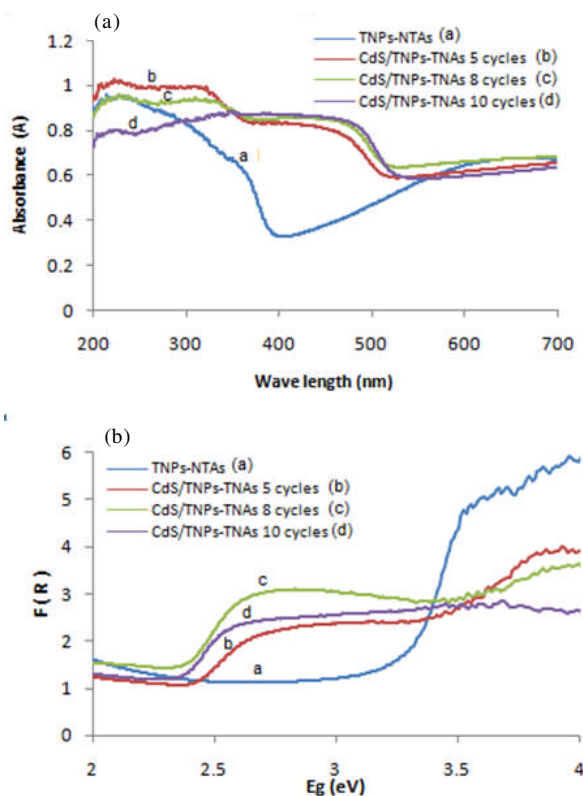 (a)
TNPs-NTAs (a)
CdS/TNPs-TNAs 5 cycles (b)
CdS/TNPs-TNAs 8 cycles (c)
CdS/TNPs-TNAs 10 cycles (d)
1.2
1
0.8
0.6
0.4
0.2
0
Absorbance (A)
b
c
d
a
200
300
400
500
600
700
Wave length (nm)
(b)
TNPs-NTAs (a)
CdS/TNPs-TNAs 5 cycles (b)
CdS/TNPs-TNAs 8 cycles (c)
CdS/TNPs-TNAs 10 cycles (d)
6
5
4
3
2
1
0
F ( R )
c
d
b
a
2
2.5
3
3.5
4
Eg (eV)